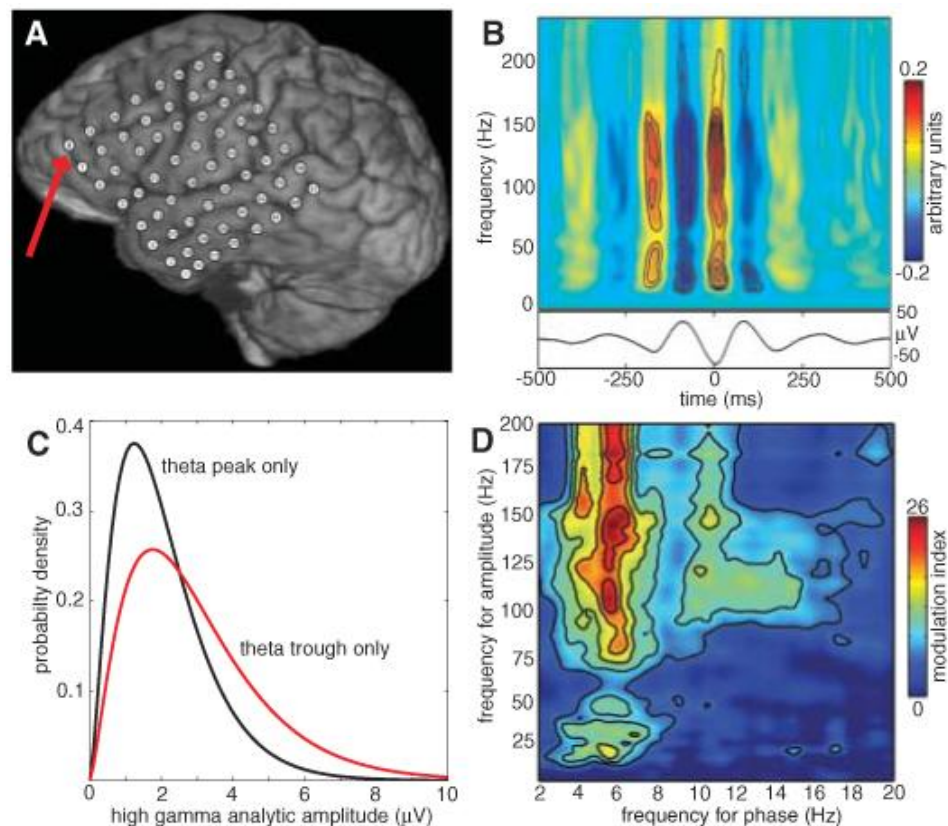 A
B
200
150
100
50
0
frequency (Hz)
0.2
-0.2
arbitrary units
50
μV
-50
-500
-250
0
250
500
time (ms)
C
0.4
0.3
0.2
0.1
probabilty density
theta peak only
theta trough only
0
2
4
6
8
10
high gamma analytic amplitude (μV)
D
200
175
150
125
100
75
50
25
frequency for amplitude (Hz)
26
0
modulation index
2 4 6 8 10 12 14 16 18 20
frequency for phase (Hz)